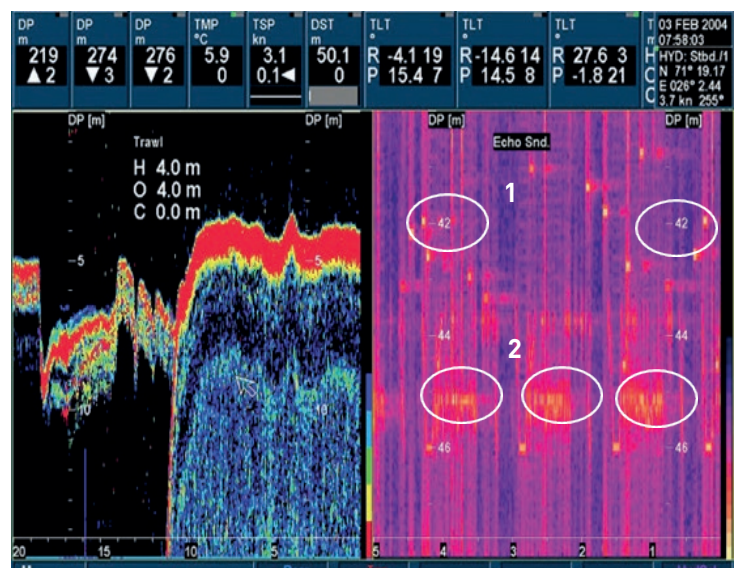 DP
m
219
▲ 2
DP
m
274
▼ 3
DP
m
276
▼ 2
TMP
°C
5.9
0
TSP
kn
3.1
0.1◄
DST
m
50.1
0
TLT
°
R -4.1 19
P 15.4 7
TLT
°
R -14.6 14
P 14.5 8
TLT
°
R 27.6 3
P -1.8 21
T
m
H
O
C
03 FEB 2004
07:58:03
HYD: Stbd./1
N 71° 19.17
E 026° 2.44
3.7 kn 255°
DP [m]
DP [m]
Trawl
H 4.0 m
O 4.0 m
C 0.0 m
5
5
10
10
20
15
10
5
DP [m]
Echo Snd.
DP [m]
1
42
42
44
44
2
46
46
5
4
3
2
1